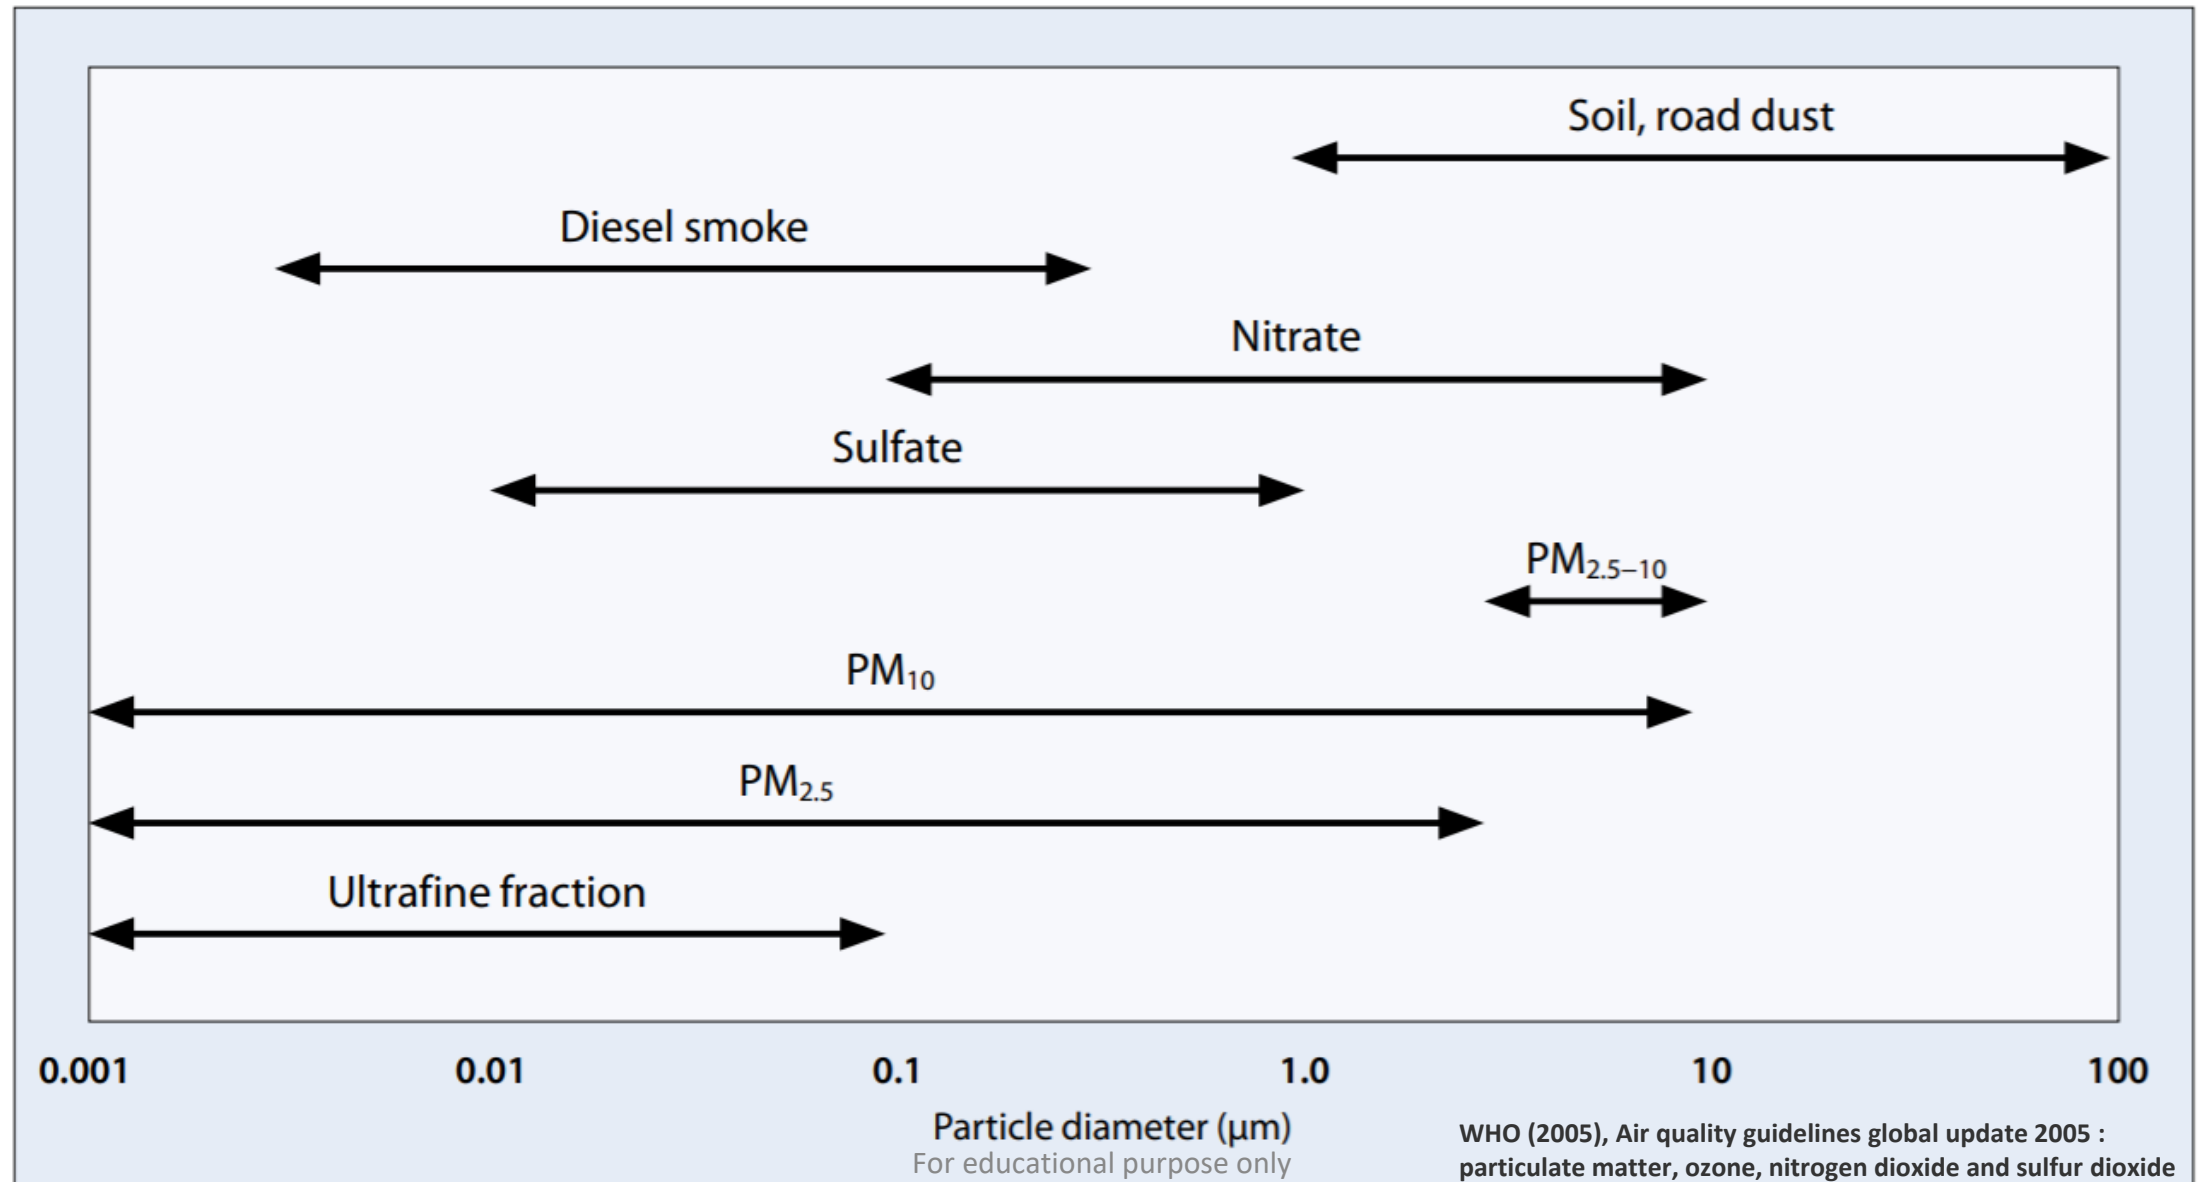 Soil, road dust
Diesel smoke
Nitrate
Sulfate
PM2.5–10
PM10
PM2.5
Ultrafine fraction
0.001 0.01 0.1 1.0 10 100
Particle diameter (µm)
For educational purpose only
WHO (2005), Air quality guidelines global update 2005 :
particulate matter, ozone, nitrogen dioxide and sulfur dioxide